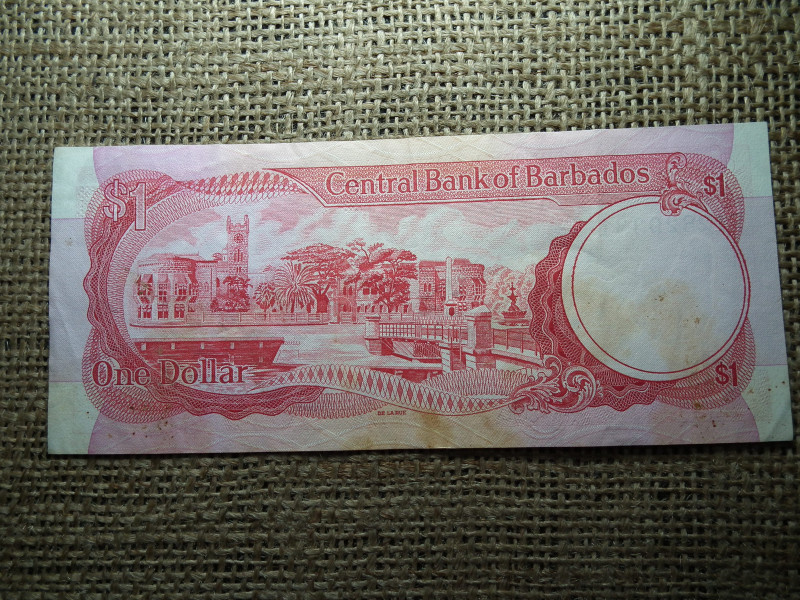 Central Bank of Barbados
$1
$1
One Dollar
$1
DE LA RUE